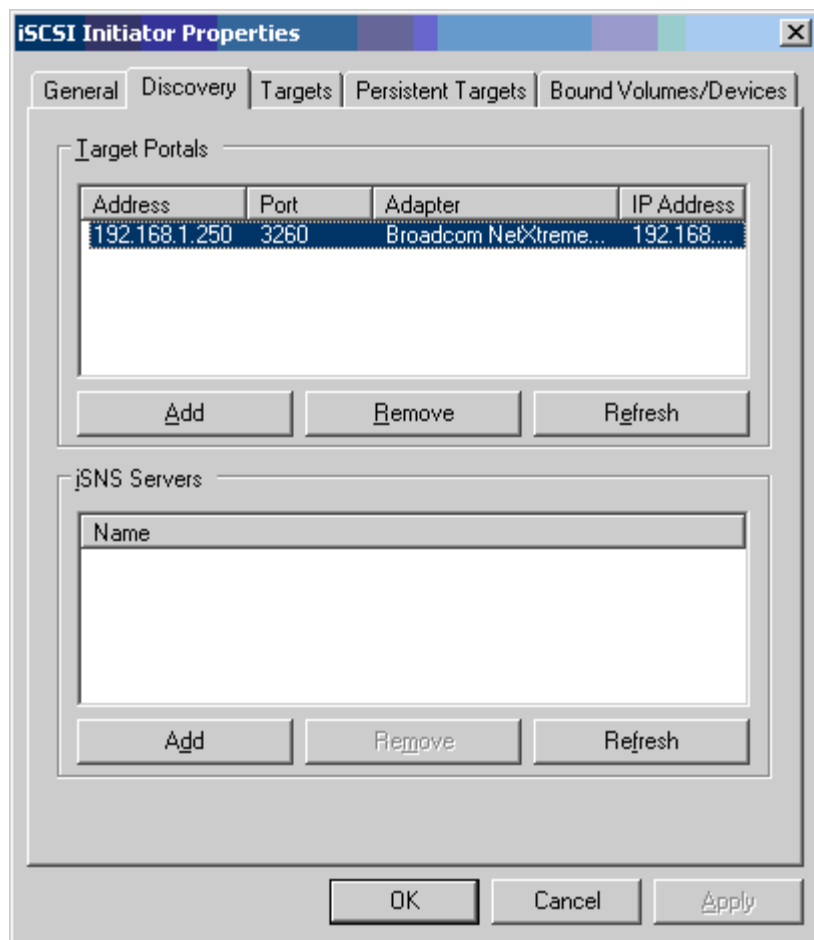 iSCSI Initiator Properties
General Discovery Targets Persistent Targets Bound Volumes/Devices
Target Portals
Address Port Adapter IP Address
192.168.1.250 3260 Broadcom NetXtreme... 192.168....
Add Remove Refresh
iSNS Servers
Name
Add Remove Refresh
OK Cancel Apply